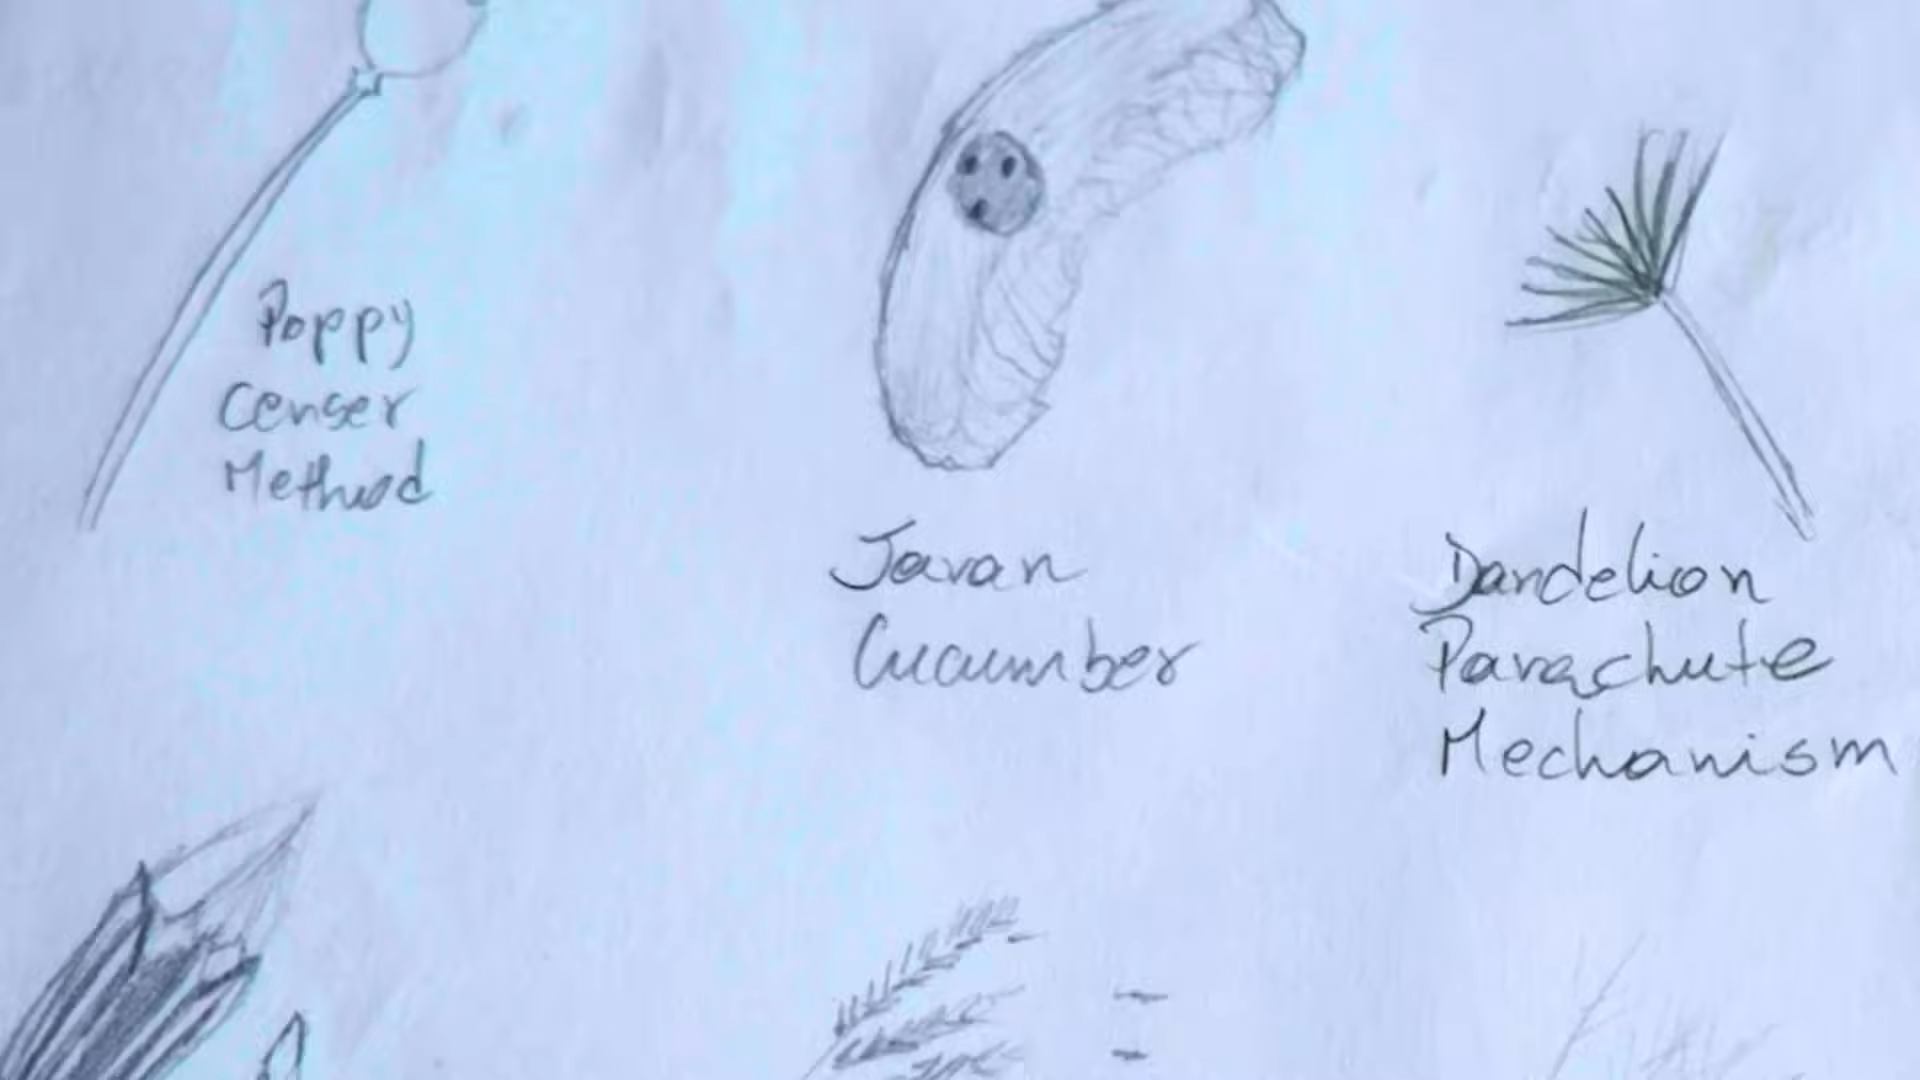 Poppy
Censer
Method
Javan
Cucumber
Dandelion
Parachute
Mechanism